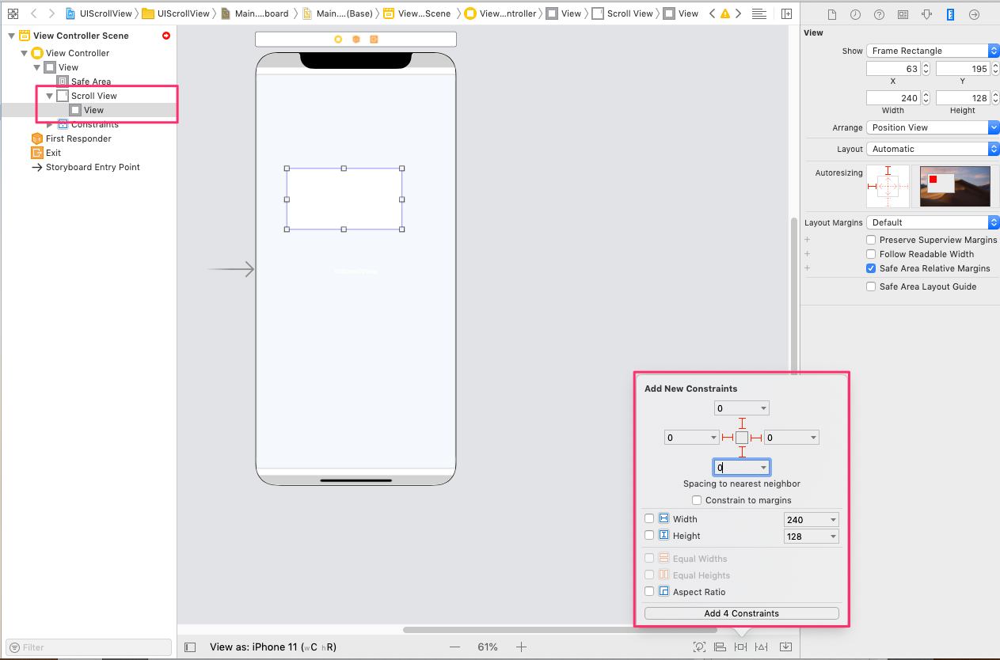 UIScrollView UIScrollView Main....board Main....(Base) View...Scene View...ntroller View Scroll View View
View Controller Scene
View Controller
View
Safe Area
Scroll View
View
Constraints
First Responder
Exit
Storyboard Entry Point
Filter
View as: iPhone 11 (wC hR)
61%
Add New Constraints
0
0 0
0
Spacing to nearest neighbor
Constrain to margins
Width 240
Height 128
Equal Widths
Equal Heights
Aspect Ratio
Add 4 Constraints
View
Show Frame Rectangle
63 195
X Y
240 128
Width Height
Arrange Position View
Layout Automatic
Autoresizing
Layout Margins Default
Preserve Superview Margins
Follow Readable Width
Safe Area Relative Margins
Safe Area Layout Guide